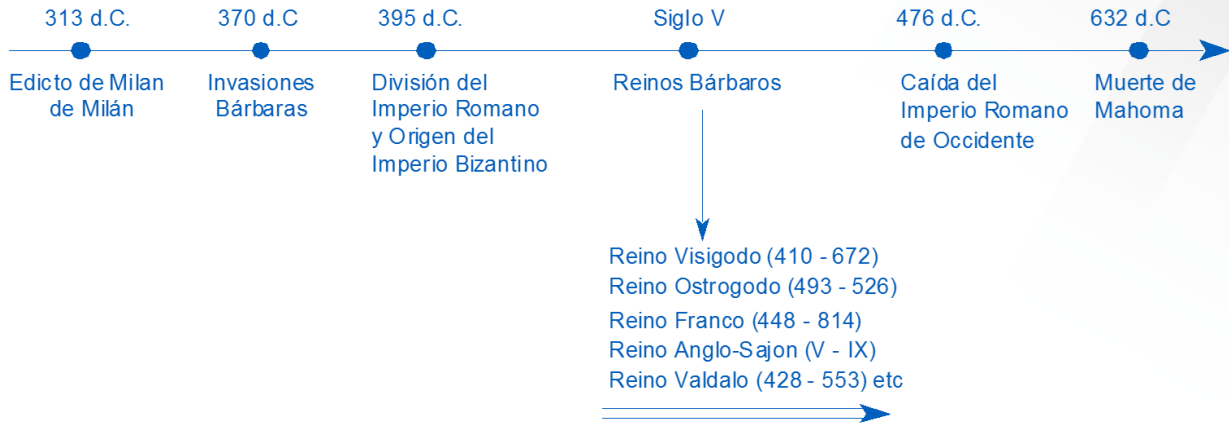 313 d.C.
370 d.C
395 d.C.
Siglo V
476 d.C.
632 d.C
Edicto de Milan
de Milán
Invasiones
Bárbaras
División del
Imperio Romano
y Origen del
Imperio Bizantino
Reinos Bárbaros
Caída del
Imperio Romano
de Occidente
Muerte de
Mahoma
Reino Visigodo (410 - 672)
Reino Ostrogodo (493 - 526)
Reino Franco (448 - 814)
Reino Anglo-Sajon (V - IX)
Reino Valdalo (428 - 553) etc